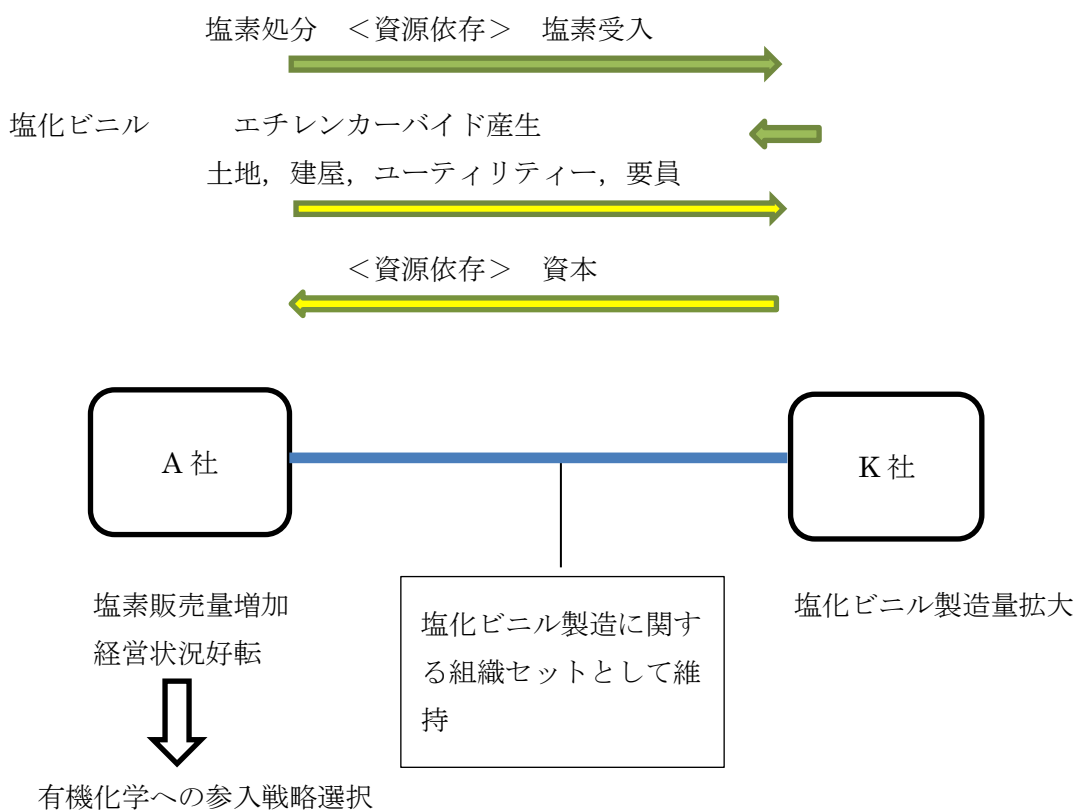 塩素処分　＜資源依存＞　塩素受入
塩化ビニル　エチレンカーバイド産生
土地，建屋，ユーティリティー，要員
＜資源依存＞　資本
A 社
K 社
塩素販売量増加
経営状況好転
塩化ビニル製造に関す
る組織セットとして維
持
塩化ビニル製造量拡大
有機化学への参入戦略選択